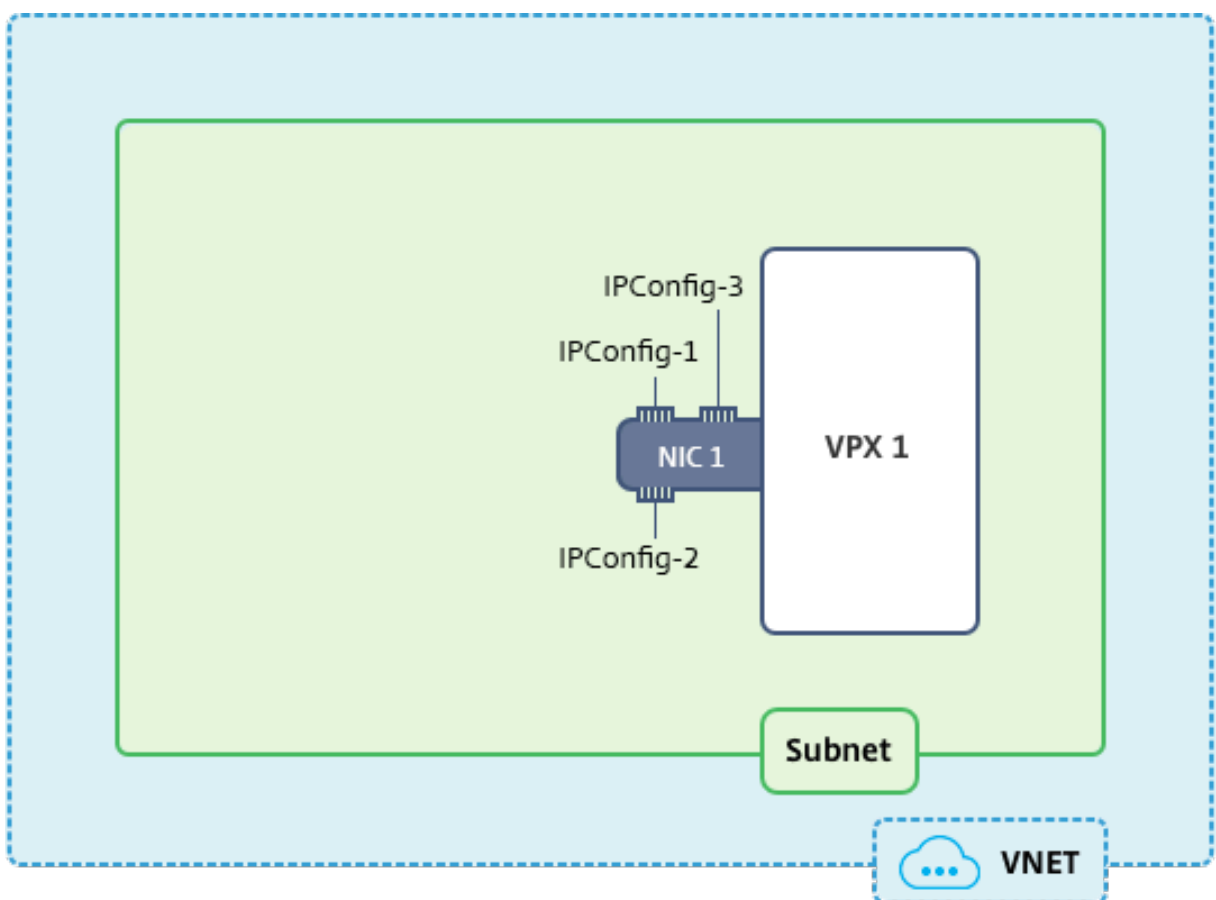 IPConfig-3
IPConfig-1
NIC 1
VPX 1
IPConfig-2
Subnet
VNET